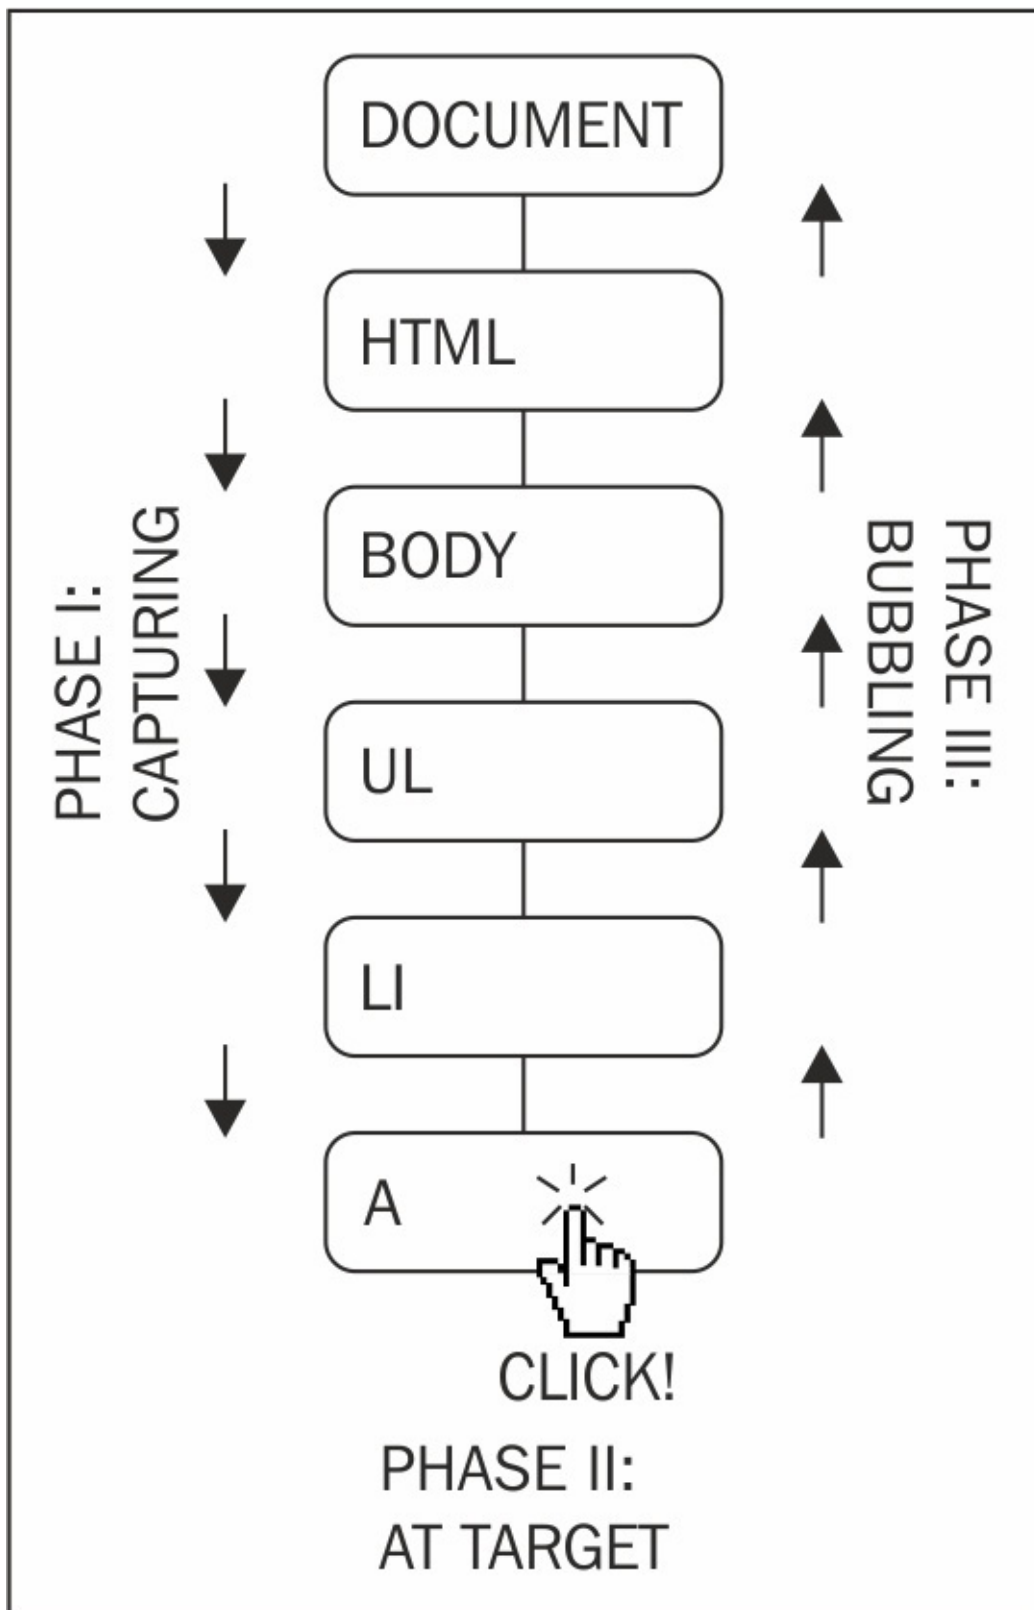 DOCUMENT
HTML
BODY
PHASE I:
CAPTURING
PHASE III:
BUBBLING
UL
LI
A
CLICK!
PHASE II:
AT TARGET